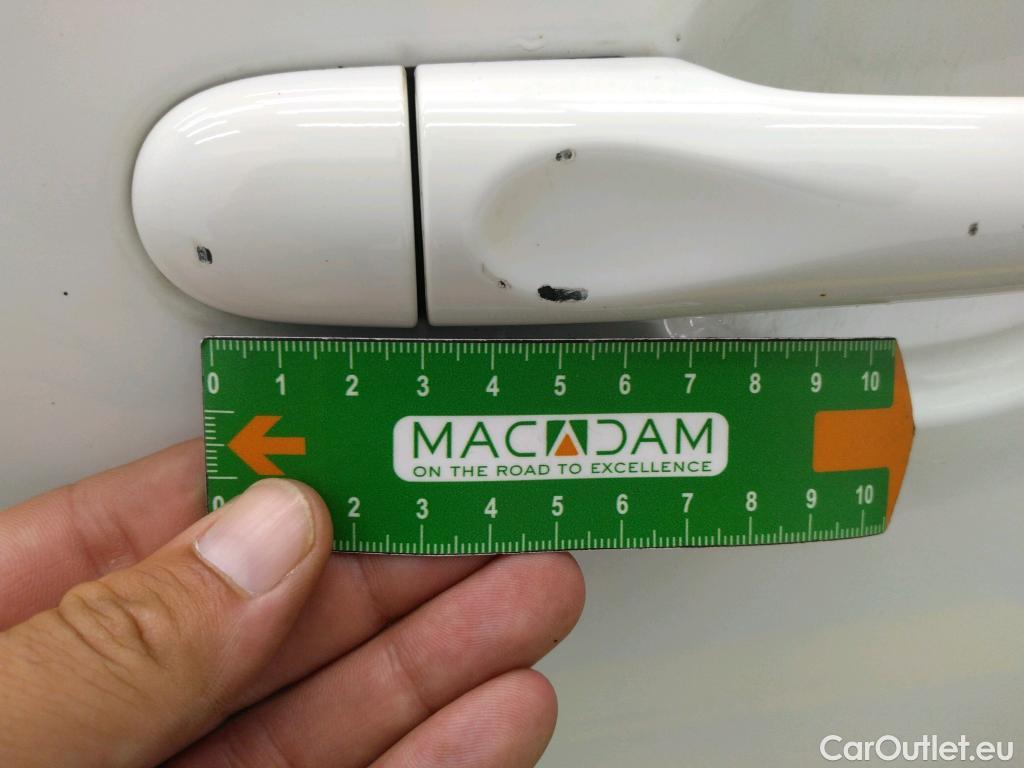 0 1 2 3 4 5 6 7 8 9 10
MACADAM
ON THE ROAD TO EXCELLENCE
0 2 3 4 5 6 7 8 9 10
CarOutlet.eu